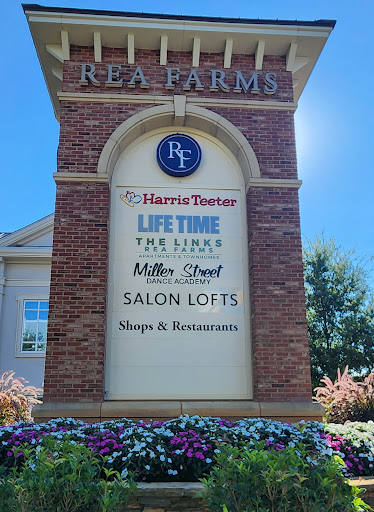 REA FARMS
RF
Harris Teeter
LIFE TIME
THE LINKS
REA FARMS
APARTMENTS & TOWNHOMES
Miller Street
DANCE ACADEMY
SALON LOFTS
Shops & Restaurants